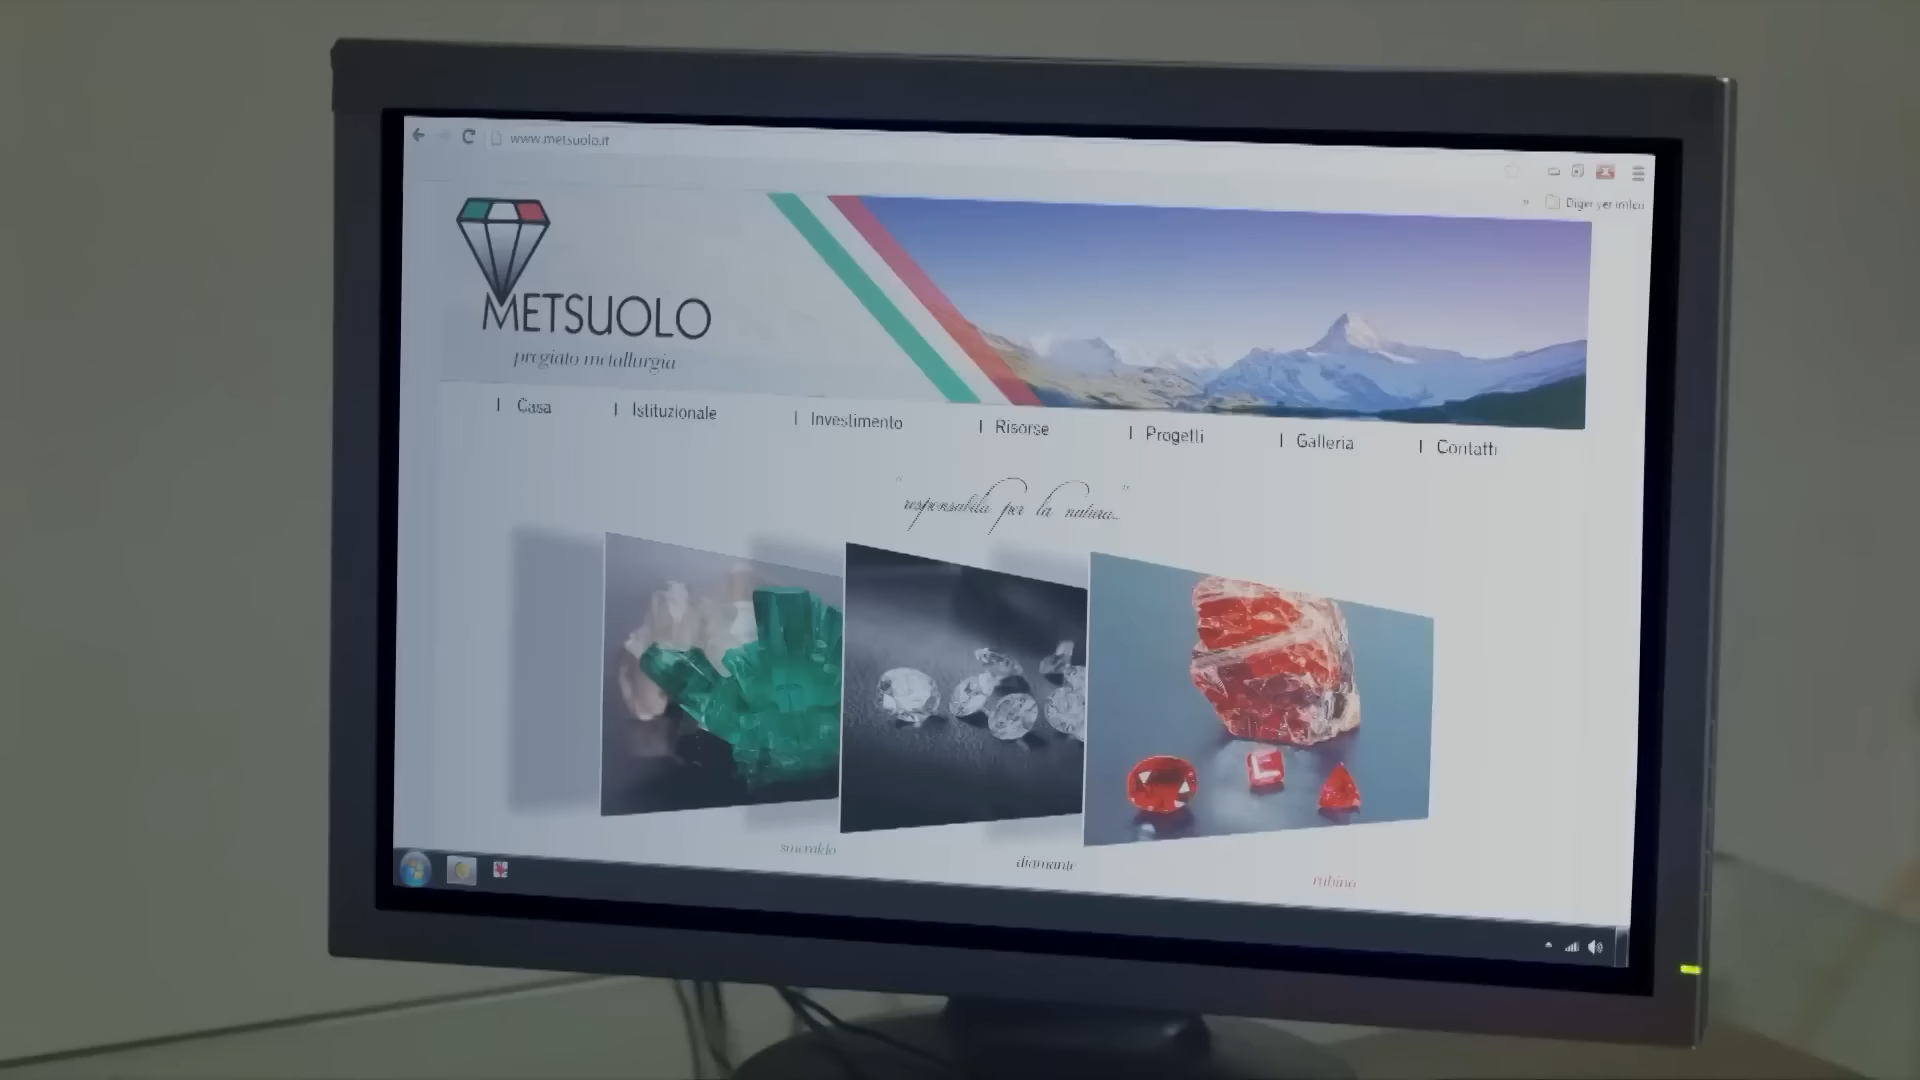 www.metsuolo.it
Diğer yer imleri
METSUOLO
pregiato metallurgia
Casa
Istituzionale
Investimento
Risorse
Progetti
Galleria
Contatti
"responsabilita per la natura..."
smeraldo
diamante
rubino